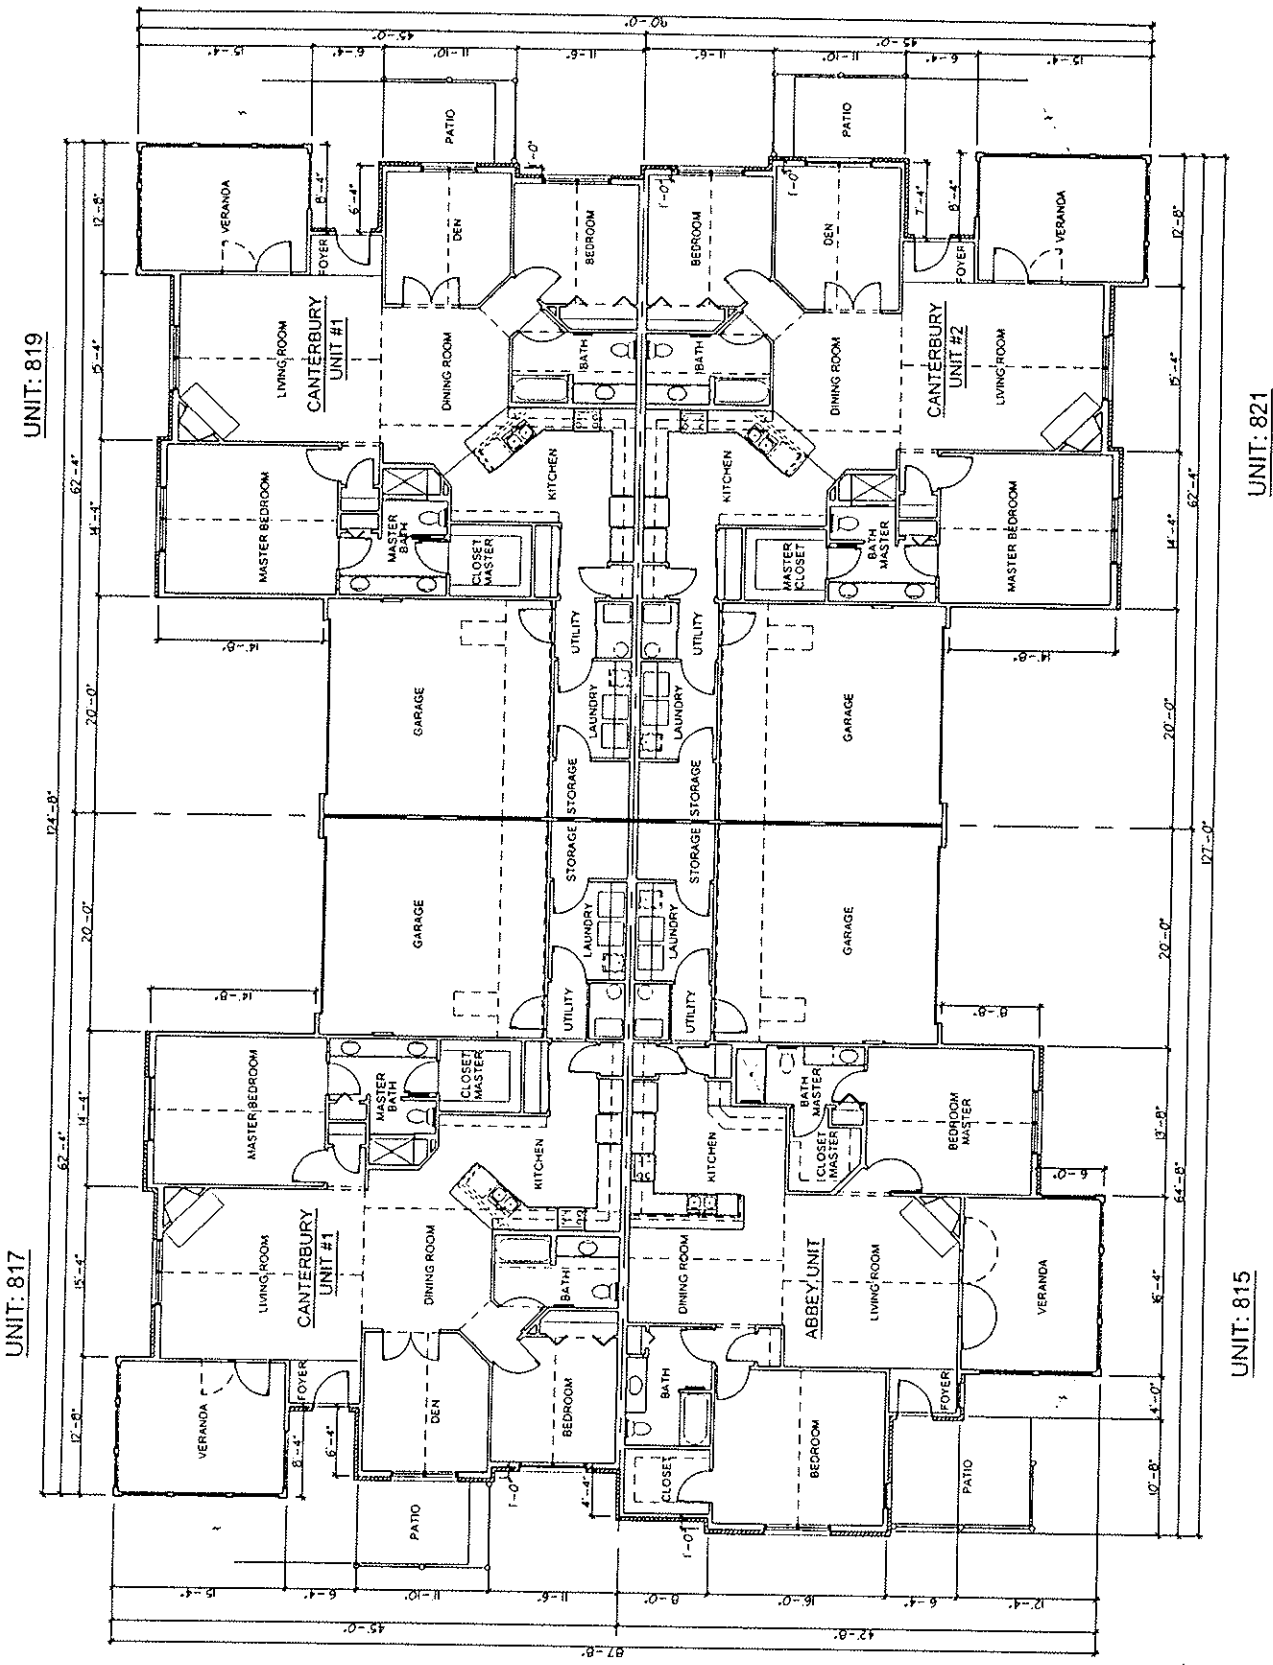 UNIT: 819
124'-8"
62'-4"
12'-8"
15'-4"
14'-4"
20'-0"
20'-0"
14'-4"
15'-4"
12'-8"
62'-4"
UNIT: 817
90'-0"
45'-0"
45'-0"
15'-4"
6'-4"
11'-10"
11'-6"
11'-6"
11'-10"
6'-4"
15'-4"
VERANDA
8'-4"
6'-4"
PATIO
1'-0"
FOYER
DEN
BEDROOM
LIVING ROOM
CANTERBURY
UNIT #1
DINING ROOM
BATH
MASTER BEDROOM
MASTER
BATH
CLOSET
MASTER
KITCHEN
14'-8"
GARAGE
UTILITY
LAUNDRY
STORAGE
PATIO
1'-0"
1'-0"
7'-4"
8'-4"
VERANDA
FOYER
DEN
BEDROOM
LIVING ROOM
CANTERBURY
UNIT #2
DINING ROOM
BATH
KITCHEN
MASTER
CLOSET
BATH
MASTER
MASTER BEDROOM
14'-8"
GARAGE
UTILITY
LAUNDRY
STORAGE
STORAGE
LAUNDRY
UTILITY
GARAGE
14'-8"
MASTER BEDROOM
MASTER
BATH
CLOSET
MASTER
KITCHEN
LIVING ROOM
CANTERBURY
UNIT #1
DINING ROOM
BATH
VERANDA
FOYER
8'-4"
6'-4"
DEN
BEDROOM
PATIO
1'-0"
4'-4"
STORAGE
LAUNDRY
UTILITY
GARAGE
8'-8"
KITCHEN
BATH
MASTER
CLOSET
MASTER
BEDROOM
MASTER
6'-0"
DINING ROOM
ABBEY UNIT
LIVING ROOM
VERANDA
BATH
CLOSET
BEDROOM
FOYER
PATIO
1'-0"
15'-4"
6'-4"
11'-10"
11'-6"
8'-0"
16'-0"
6'-4"
12'-4"
45'-0"
42'-8"
87'-8"
UNIT: 821
12'-8"
15'-4"
14'-4"
62'-4"
20'-0"
127'-0"
20'-0"
13'-8"
64'-8"
16'-4"
4'-0"
10'-8"
UNIT: 815